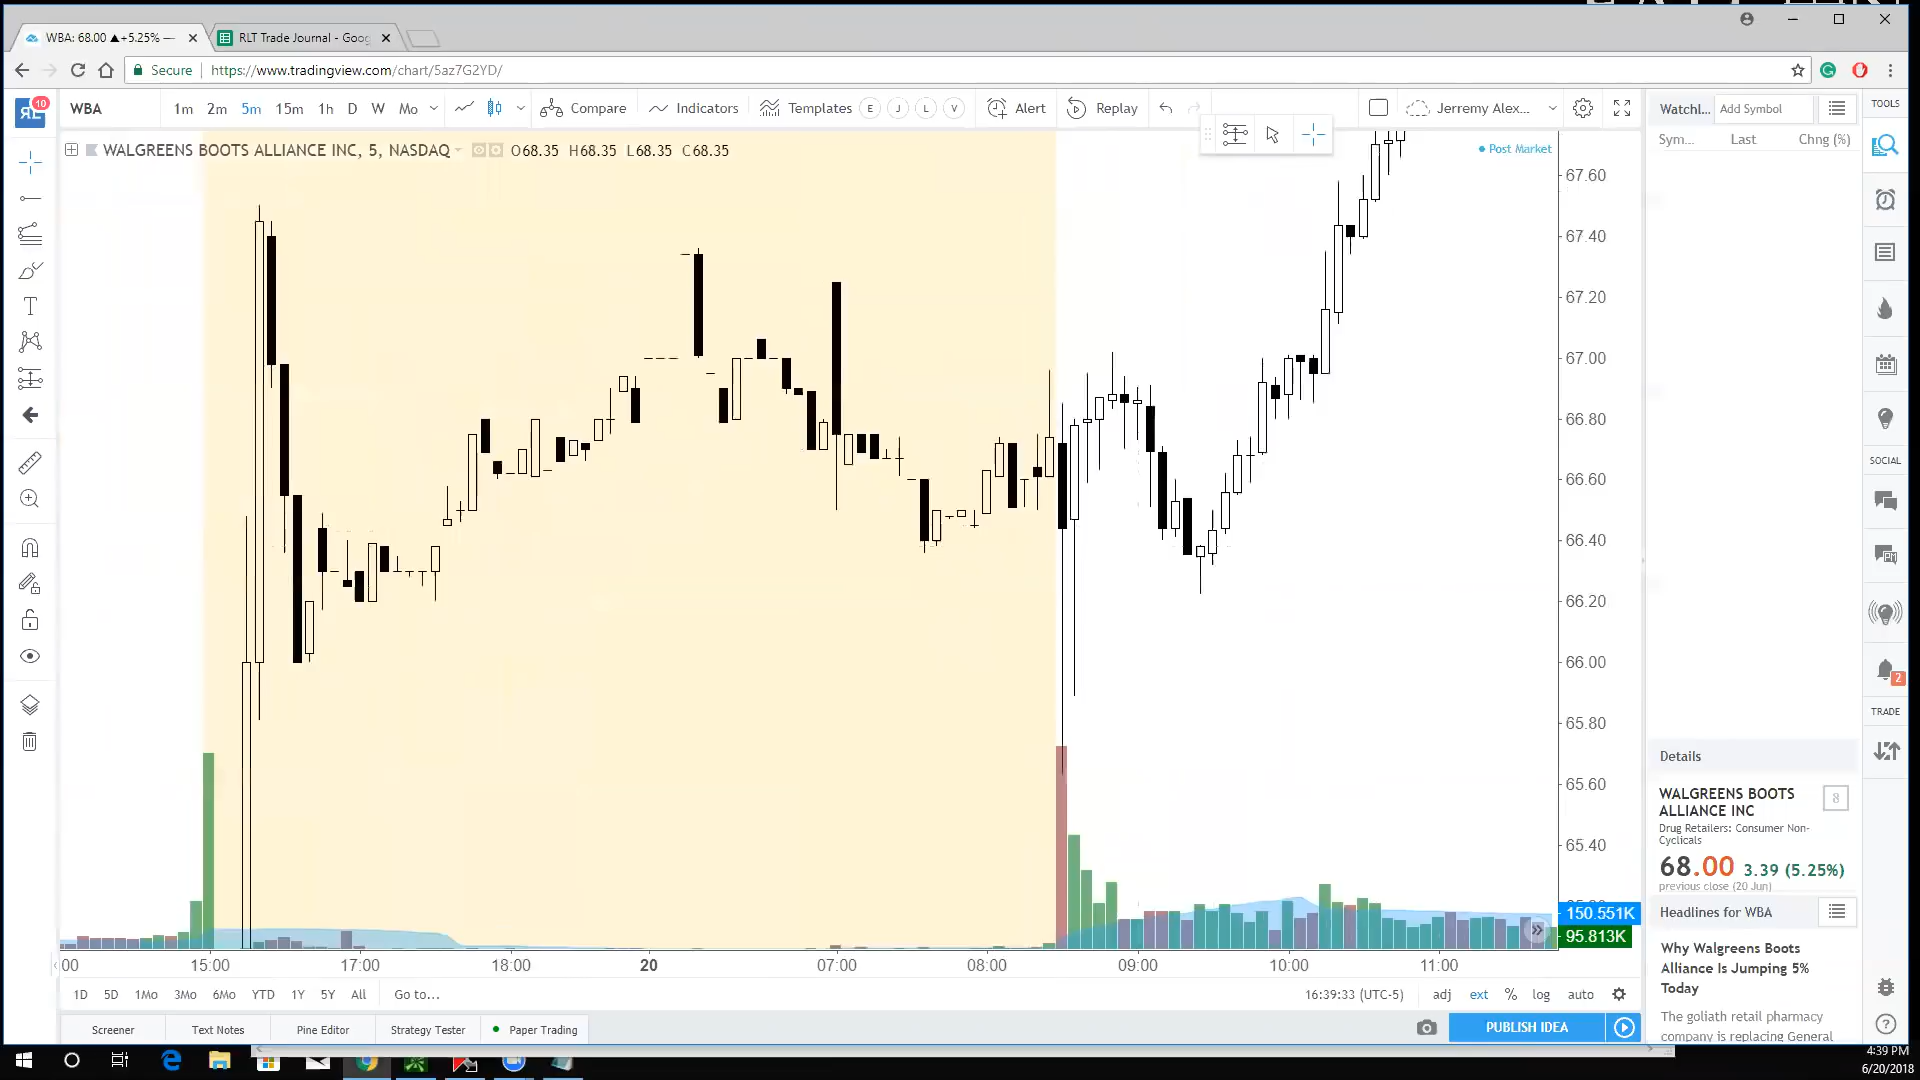 WBA: 68.00 ▲+5.25% —
RLT Trade Journal - Goog
Secure
https://www.tradingview.com/chart/5az7G2YD/
10
WBA
1m 2m 5m 15m 1h D W Mo
Compare
Indicators
Templates E J L V
Alert
Replay
Jerremy Alex...
Watchl...
Add Symbol
TOOLS
Sym... Last Chng (%)
WALGREENS BOOTS ALLIANCE INC, 5, NASDAQ
O68.35 H68.35 L68.35 C68.35
Post Market
67.60
67.40
67.20
67.00
66.80
66.60
66.40
66.20
66.00
65.80
65.60
65.40
150.551K
95.813K
:00 15:00 17:00 18:00 20 07:00 08:00 09:00 10:00 11:00
1D 5D 1Mo 3Mo 6Mo YTD 1Y 5Y All Go to...
16:39:33 (UTC-5) adj ext % log auto
Screener Text Notes Pine Editor Strategy Tester Paper Trading
PUBLISH IDEA
SOCIAL
2
TRADE
Details
WALGREENS BOOTS
ALLIANCE INC
8
Drug Retailers: Consumer Non-
Cyclicals
68.00 3.39 (5.25%)
previous close (20 Jun)
Headlines for WBA
Why Walgreens Boots
Alliance Is Jumping 5%
Today
The goliath retail pharmacy
company is replacing General
4:39 PM
6/20/2018